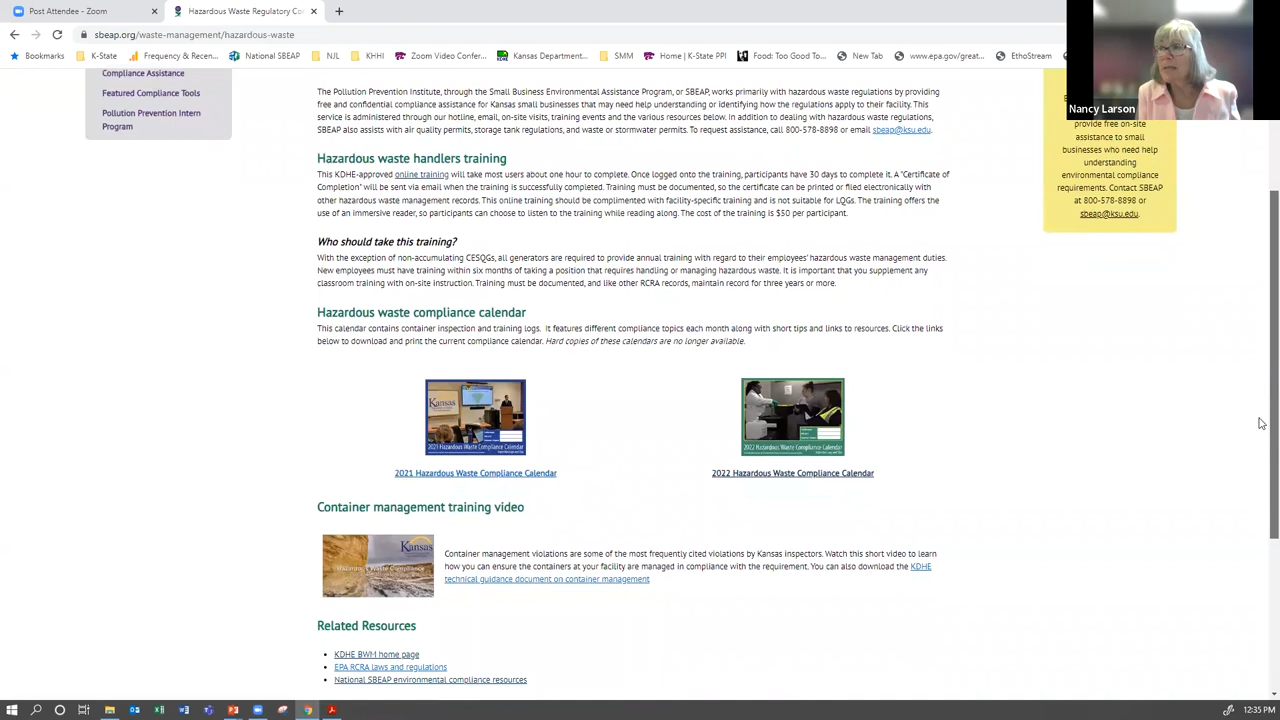 Post Attendee - Zoom
Hazardous Waste Regulatory Co
sbeap.org/waste-management/hazardous-waste
Bookmarks K-State Frequency & Recen... National SBEAP NJL KHHI Zoom Video Confer... Kansas Department... SMM Home | K-State PPI Food: Too Good To... New Tab www.epa.gov/great... EthoStream
Nancy Larson
Compliance Assistance
Featured Compliance Tools
Pollution Prevention Intern
Program
The Pollution Prevention Institute, through the Small Business Environmental Assistance Program, or SBEAP, works primarily with hazardous waste regulations by providing
free and confidential compliance assistance for Kansas small businesses that may need help understanding or identifying how the regulations apply to their facility. This
service is administered through our hotline, email, on-site visits, training events and the various resources below. In addition to dealing with hazardous waste regulations,
SBEAP also assists with air quality permits, storage tank regulations, and waste or stormwater permits. To request assistance, call 800-578-8898 or email sbeap@ksu.edu.
Hazardous waste handlers training
This KDHE-approved online training will take most users about one hour to complete. Once logged onto the training, participants have 30 days to complete it. A "Certificate of
Completion" will be sent via email when the training is successfully completed. Training must be documented, so the certificate can be printed or filed electronically with
other hazardous waste management records. This online training should be complimented with facility-specific training and is not suitable for LQGs. The training offers the
use of an immersive reader, so participants can choose to listen to the training while reading along. The cost of the training is $50 per participant.
Who should take this training?
With the exception of non-accumulating CESQGs, all generators are required to provide annual training with regard to their employees' hazardous waste management duties.
New employees must have training within six months of taking a position that requires handling or managing hazardous waste. It is important that you supplement any
classroom training with on-site instruction. Training must be documented, and like other RCRA records, maintain record for three years or more.
Hazardous waste compliance calendar
This calendar contains container inspection and training logs. It features different compliance topics each month along with short tips and links to resources. Click the links
below to download and print the current compliance calendar. Hard copies of these calendars are no longer available.
Kansas
2021 Hazardous Waste Compliance Calendar
2022 Hazardous Waste Compliance Calendar
2021 Hazardous Waste Compliance Calendar
2022 Hazardous Waste Compliance Calendar
Container management training video
Kansas
Hazardous Waste Compliance
Container management violations are some of the most frequently cited violations by Kansas inspectors. Watch this short video to learn
how you can ensure the containers at your facility are managed in compliance with the requirement. You can also download the KDHE
technical guidance document on container management
Related Resources
KDHE BWM home page
EPA RCRA laws and regulations
National SBEAP environmental compliance resources
provide free on-site
assistance to small
businesses who need help
understanding
environmental compliance
requirements. Contact SBEAP
at 800-578-8898 or
sbeap@ksu.edu.
12:35 PM